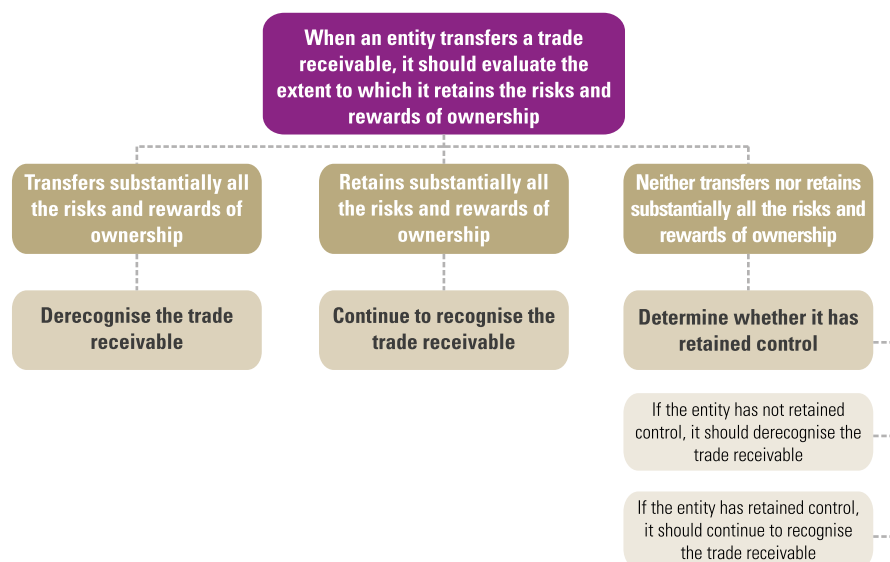 When an entity transfers a trade
receivable, it should evaluate the
extent to which it retains the risks and
rewards of ownership
Transfers substantially all
the risks and rewards of
ownership
Retains substantially all
the risks and rewards of
ownership
Neither transfers nor retains
substantially all the risks and
rewards of ownership
Derecognise the trade
receivable
Continue to recognise the
trade receivable
Determine whether it has
retained control
If the entity has not retained
control, it should derecognise the
trade receivable
If the entity has retained control,
it should continue to recognise
the trade receivable